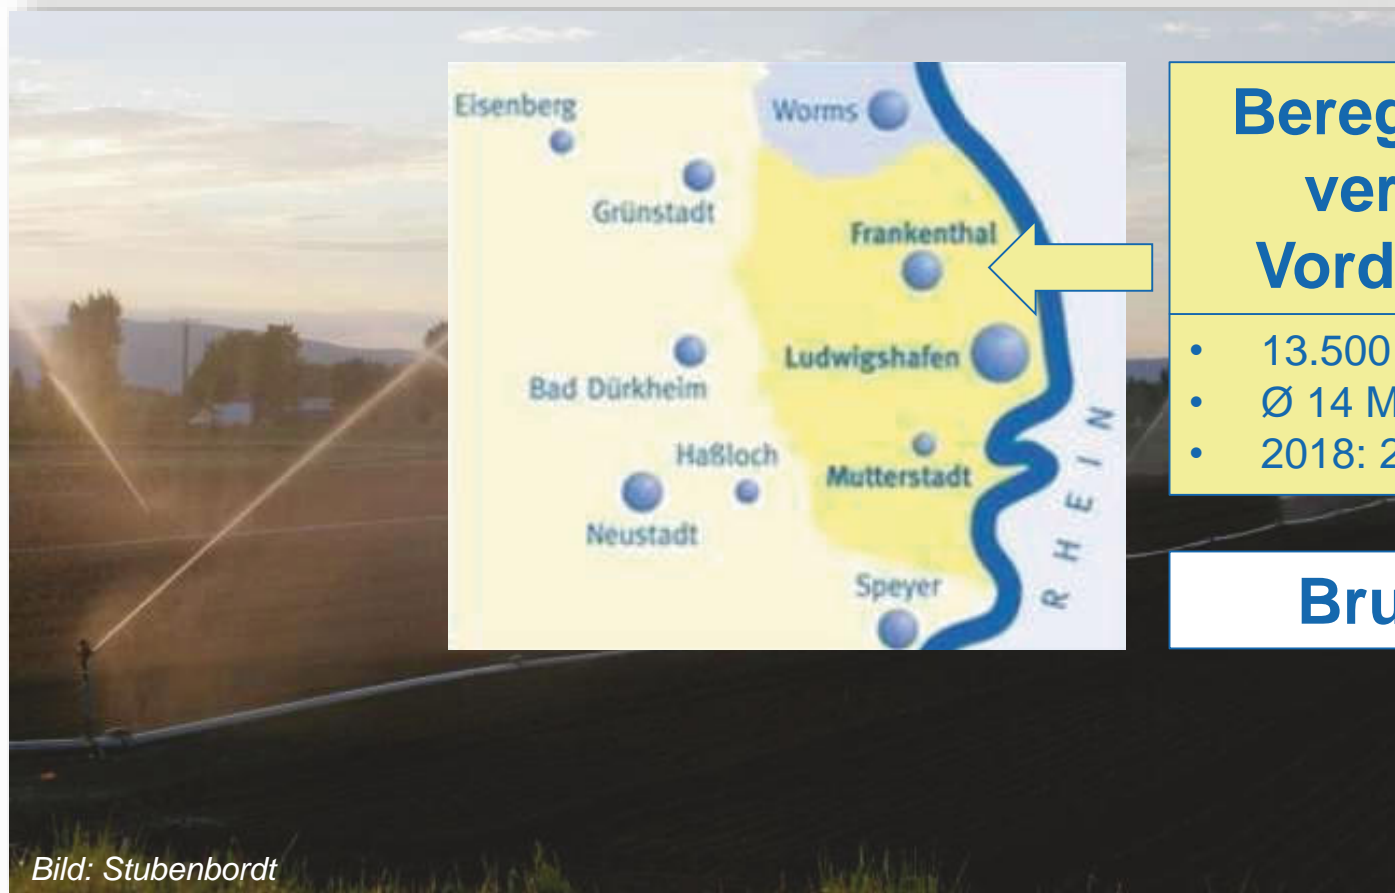 Eisenberg
Worms
Grünstadt
Frankenthal
Ludwigshafen
Bad Dürkheim
Haßloch
Mutterstadt
Neustadt
Speyer
RHEIN
Bereg
ver
Vord
• 13.500
• Ø 14 M
• 2018: 2
Bru
Bild: Stubenbordt